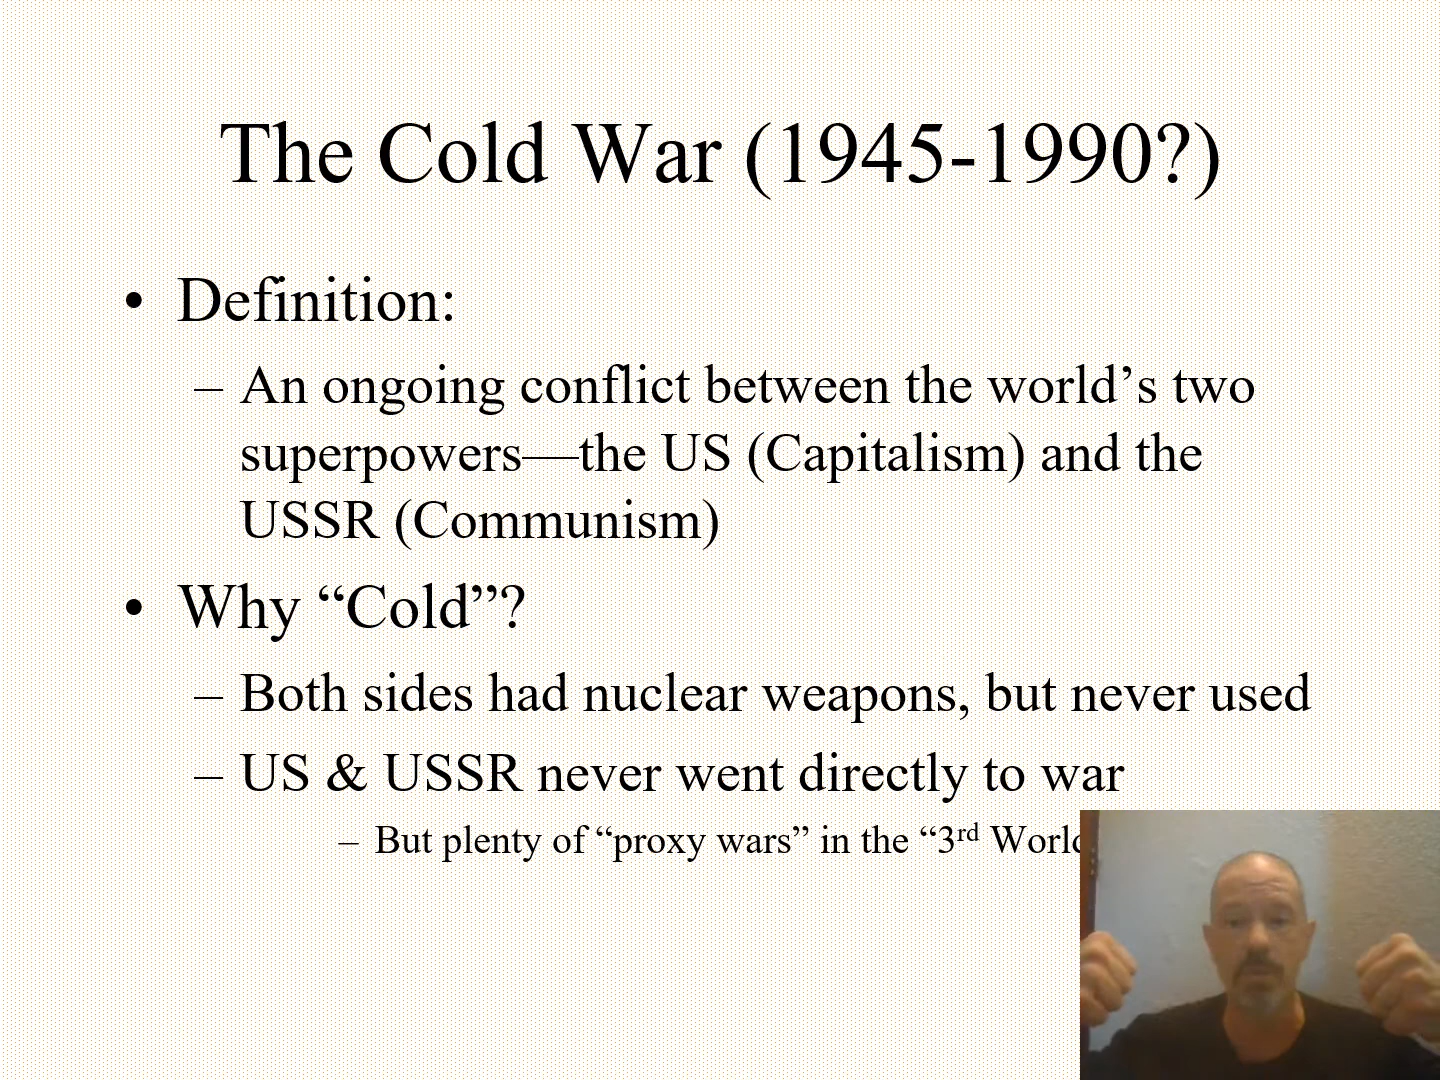 The Cold War (1945-1990?)
• Definition:
– An ongoing conflict between the world’s two
superpowers—the US (Capitalism) and the
USSR (Communism)
• Why “Cold”?
– Both sides had nuclear weapons, but never used
– US & USSR never went directly to war
– But plenty of “proxy wars” in the “3rd